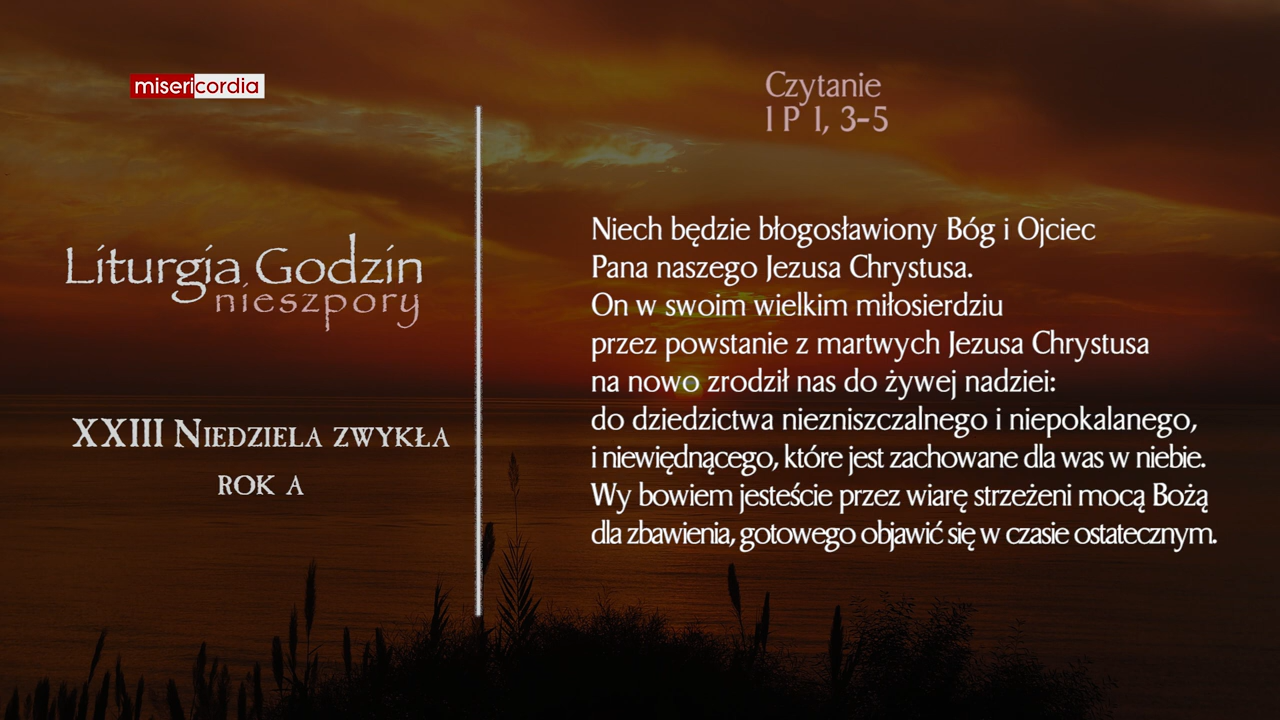 misericordia
Liturgia Godzin
nieszpory
XXIII Niedziela zwykła
rok A
Czytanie
1 P 1, 3-5
Niech będzie błogosławiony Bóg i Ojciec
Pana naszego Jezusa Chrystusa.
On w swoim wielkim miłosierdziu
przez powstanie z martwych Jezusa Chrystusa
na nowo zrodził nas do żywej nadziei:
do dziedzictwa niezniszczalnego i niepokalanego,
i niewiędnącego, które jest zachowane dla was w niebie.
Wy bowiem jesteście przez wiarę strzeżeni mocą Bożą
dla zbawienia, gotowego objawić się w czasie ostatecznym.